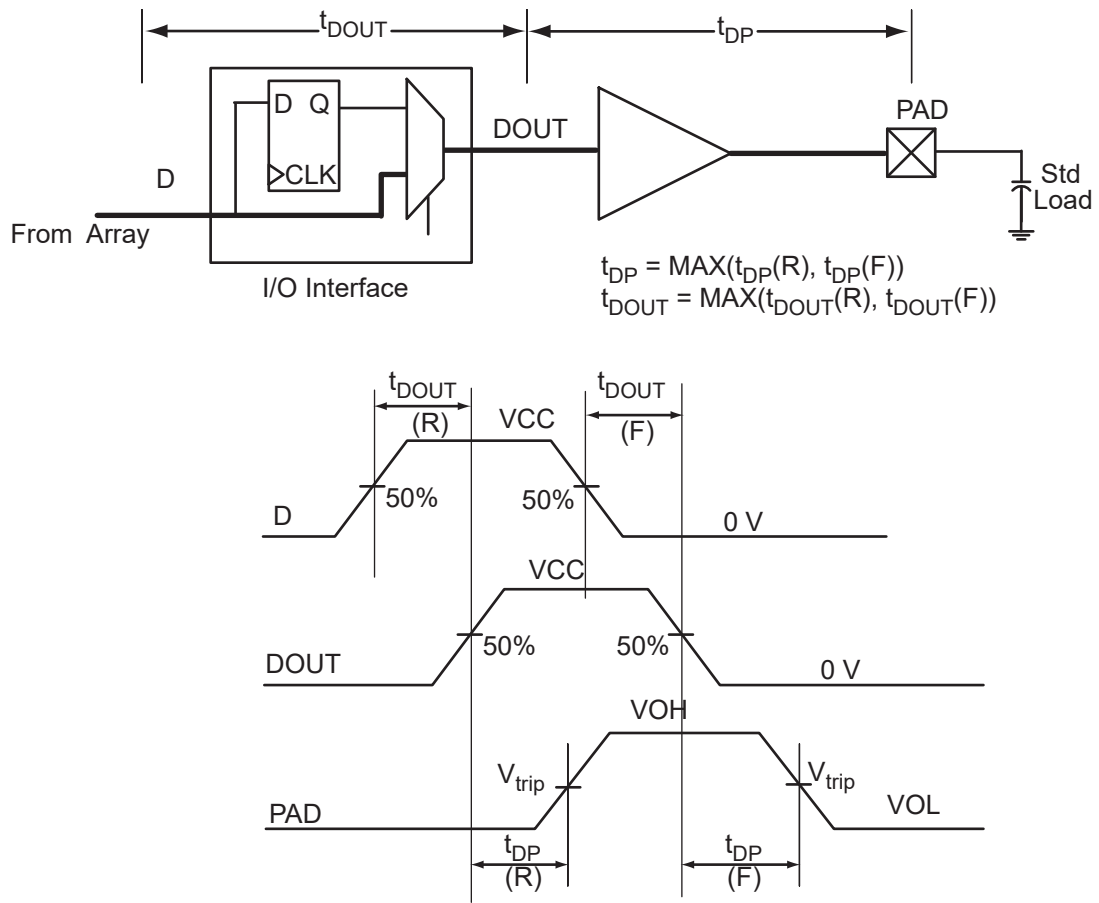 tDOUT
tDP
D Q
CLK
D
From Array
I/O Interface
DOUT
PAD
Std
Load
tDP = MAX(tDP(R), tDP(F))
tDOUT = MAX(tDOUT(R), tDOUT(F))
tDOUT
(R)
VCC
tDOUT
(F)
50%
50%
D
0 V
VCC
50%
50%
DOUT
0 V
VOH
Vtrip
Vtrip
PAD
VOL
tDP
(R)
tDP
(F)